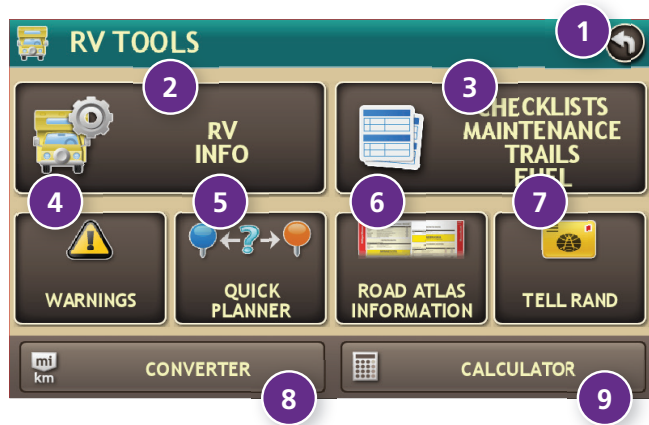 RV TOOLS
1
2
3
RV
INFO
CHECKLISTS
MAINTENANCE
TRAILS
FUEL
4
5
6
7
WARNINGS
QUICK
PLANNER
ROAD ATLAS
INFORMATION
TELL RAND
mi
km
CONVERTER
CALCULATOR
8
9